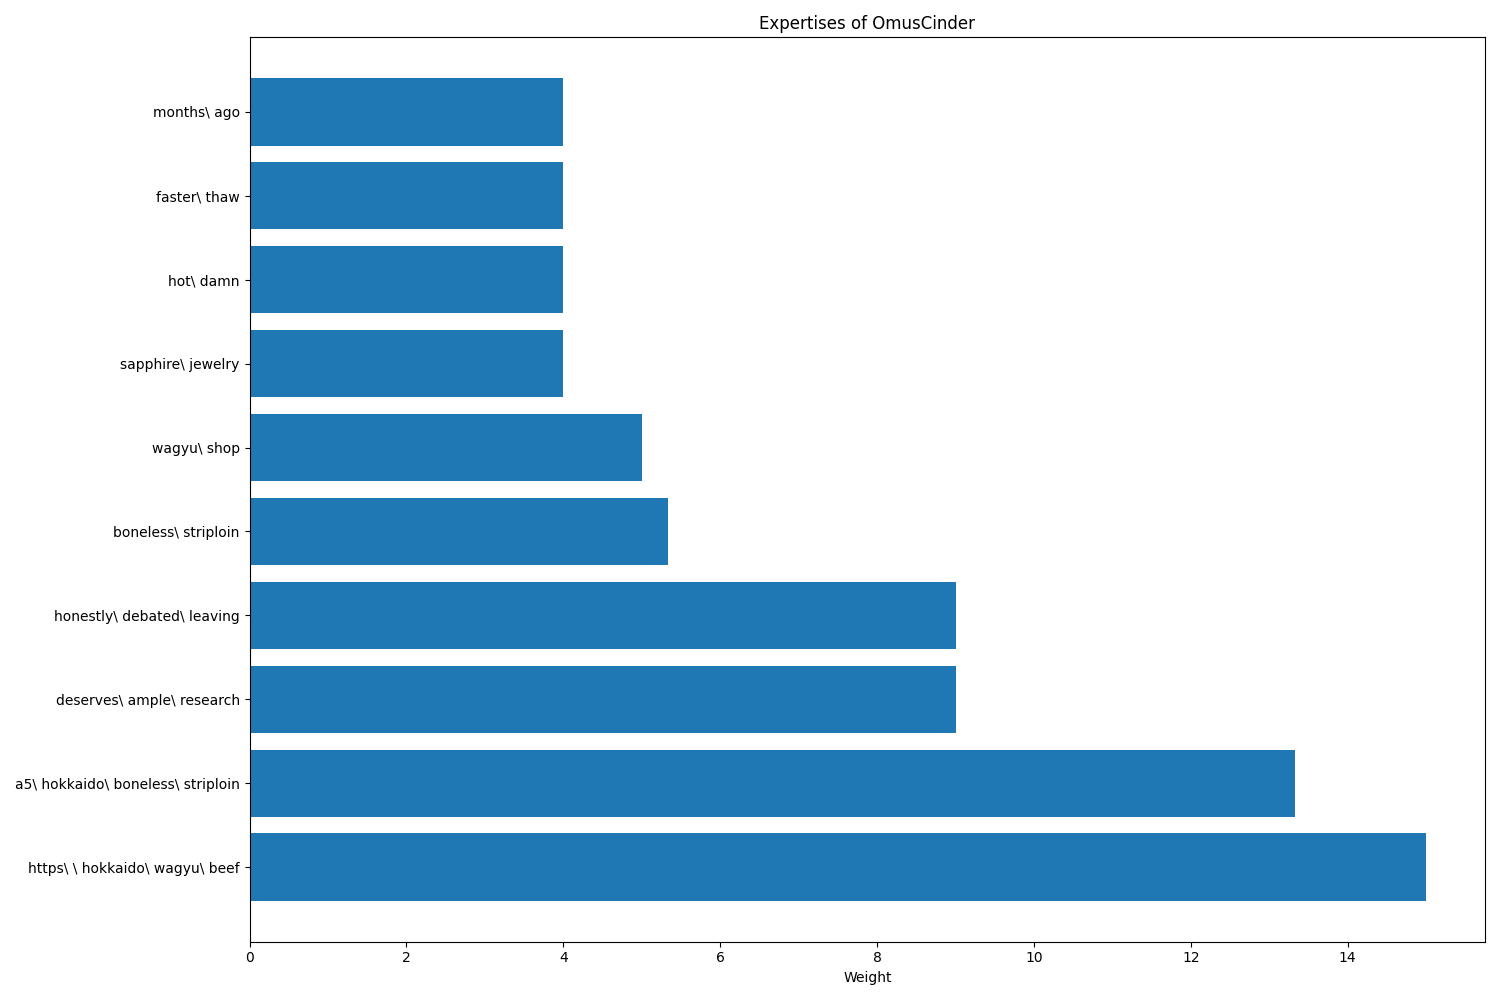 Expertises of OmusCinder
months\ ago
faster\ thaw
hot\ damn
sapphire\ jewelry
wagyu\ shop
boneless\ striploin
honestly\ debated\ leaving
deserves\ ample\ research
a5\ hokkaido\ boneless\ striploin
https\ \ hokkaido\ wagyu\ beef
0 2 4 6 8 10 12 14
Weight